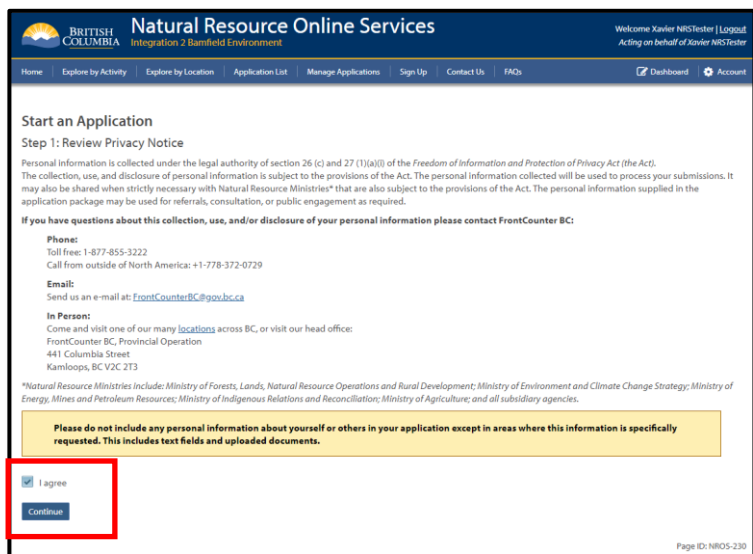 BRITISH COLUMBIA
Natural Resource Online Services
Integration 2 Bamfield Environment
Welcome Xavier NRSTester | Logout
Acting on behalf of Xavier NRSTester
Home Explore by Activity Explore by Location Application List Manage Applications Sign Up Contact Us FAQs Dashboard Account
Start an Application
Step 1: Review Privacy Notice
Personal information is collected under the legal authority of section 26 (c) and 27 (1)(a)(i) of the Freedom of Information and Protection of Privacy Act (the Act).
The collection, use, and disclosure of personal information is subject to the provisions of the Act. The personal information collected will be used to process your submissions. It
may also be shared when strictly necessary with Natural Resource Ministries* that are also subject to the provisions of the Act. The personal information supplied in the
application package may be used for referrals, consultation, or public engagement as required.
If you have questions about this collection, use, and/or disclosure of your personal information please contact FrontCounter BC:
Phone:
Toll free: 1-877-855-3222
Call from outside of North America: +1-778-372-0729
Email:
Send us an e-mail at: FrontCounterBC@gov.bc.ca
In Person:
Come and visit one of our many locations across BC, or visit our head office:
FrontCounter BC, Provincial Operation
441 Columbia Street
Kamloops, BC V2C 2T3
*Natural Resource Ministries include: Ministry of Forests, Lands, Natural Resource Operations and Rural Development; Ministry of Environment and Climate Change Strategy; Ministry of
Energy, Mines and Petroleum Resources; Ministry of Indigenous Relations and Reconciliation; Ministry of Agriculture; and all subsidiary agencies.
Please do not include any personal information about yourself or others in your application except in areas where this information is specifically
requested. This includes text fields and uploaded documents.
I agree
Continue
Page ID: NROS-230